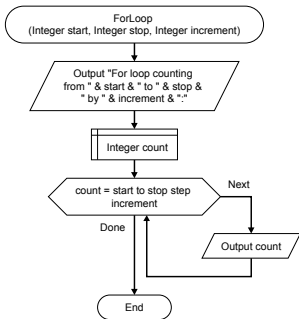 ForLoop
(Integer start, Integer stop, Integer increment)
Output "For loop counting
from " & start & " to " & stop &
" by " & increment & ":"
Integer count
count = start to stop step
increment
Next
Done
Output count
End